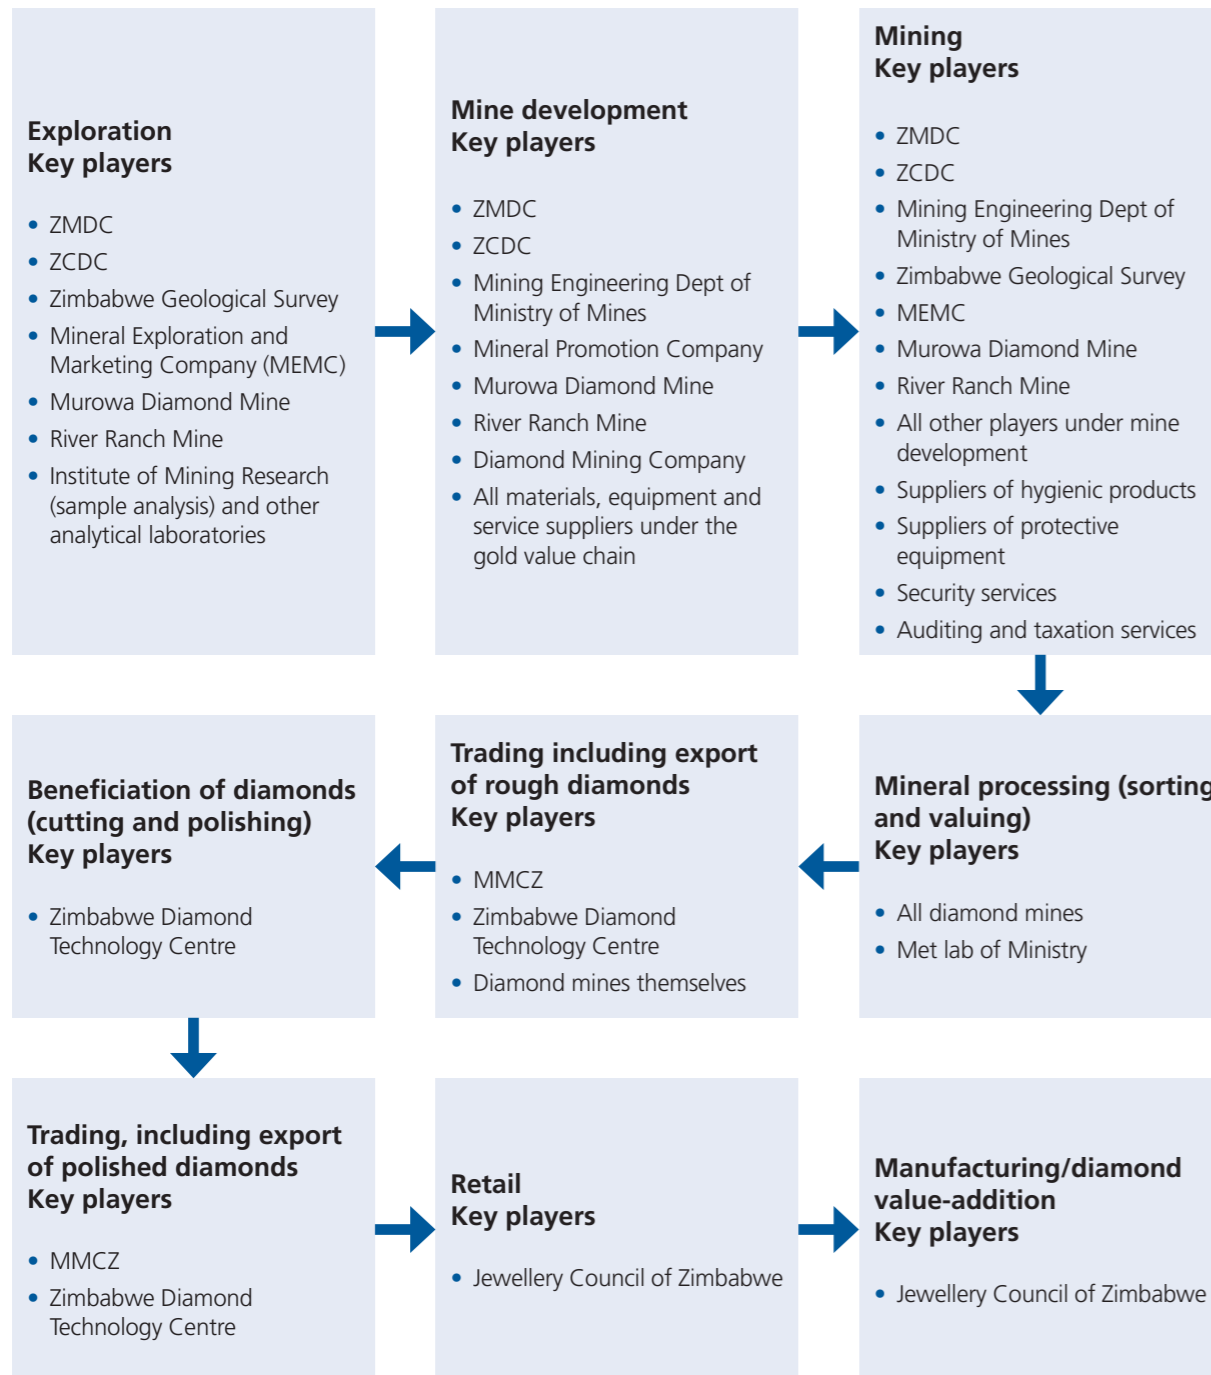 Exploration
Key players
• ZMDC
• ZCDC
• Zimbabwe Geological Survey
• Mineral Exploration and
Marketing Company (MEMC)
• Murowa Diamond Mine
• River Ranch Mine
• Institute of Mining Research
(sample analysis) and other
analytical laboratories
Mine development
Key players
• ZMDC
• ZCDC
• Mining Engineering Dept of
Ministry of Mines
• Mineral Promotion Company
• Murowa Diamond Mine
• River Ranch Mine
• Diamond Mining Company
• All materials, equipment and
service suppliers under the
gold value chain
Mining
Key players
• ZMDC
• ZCDC
• Mining Engineering Dept of
Ministry of Mines
• Zimbabwe Geological Survey
• MEMC
• Murowa Diamond Mine
• River Ranch Mine
• All other players under mine
development
• Suppliers of hygienic products
• Suppliers of protective
equipment
• Security services
• Auditing and taxation services
Mineral processing (sorting
and valuing)
Key players
• All diamond mines
• Met lab of Ministry
Trading including export
of rough diamonds
Key players
• MMCZ
• Zimbabwe Diamond
Technology Centre
• Diamond mines themselves
Beneficiation of diamonds
(cutting and polishing)
Key players
• Zimbabwe Diamond
Technology Centre
Trading, including export
of polished diamonds
Key players
• MMCZ
• Zimbabwe Diamond
Technology Centre
Retail
Key players
• Jewellery Council of Zimbabwe
Manufacturing/diamond
value-addition
Key players
• Jewellery Council of Zimbabwe